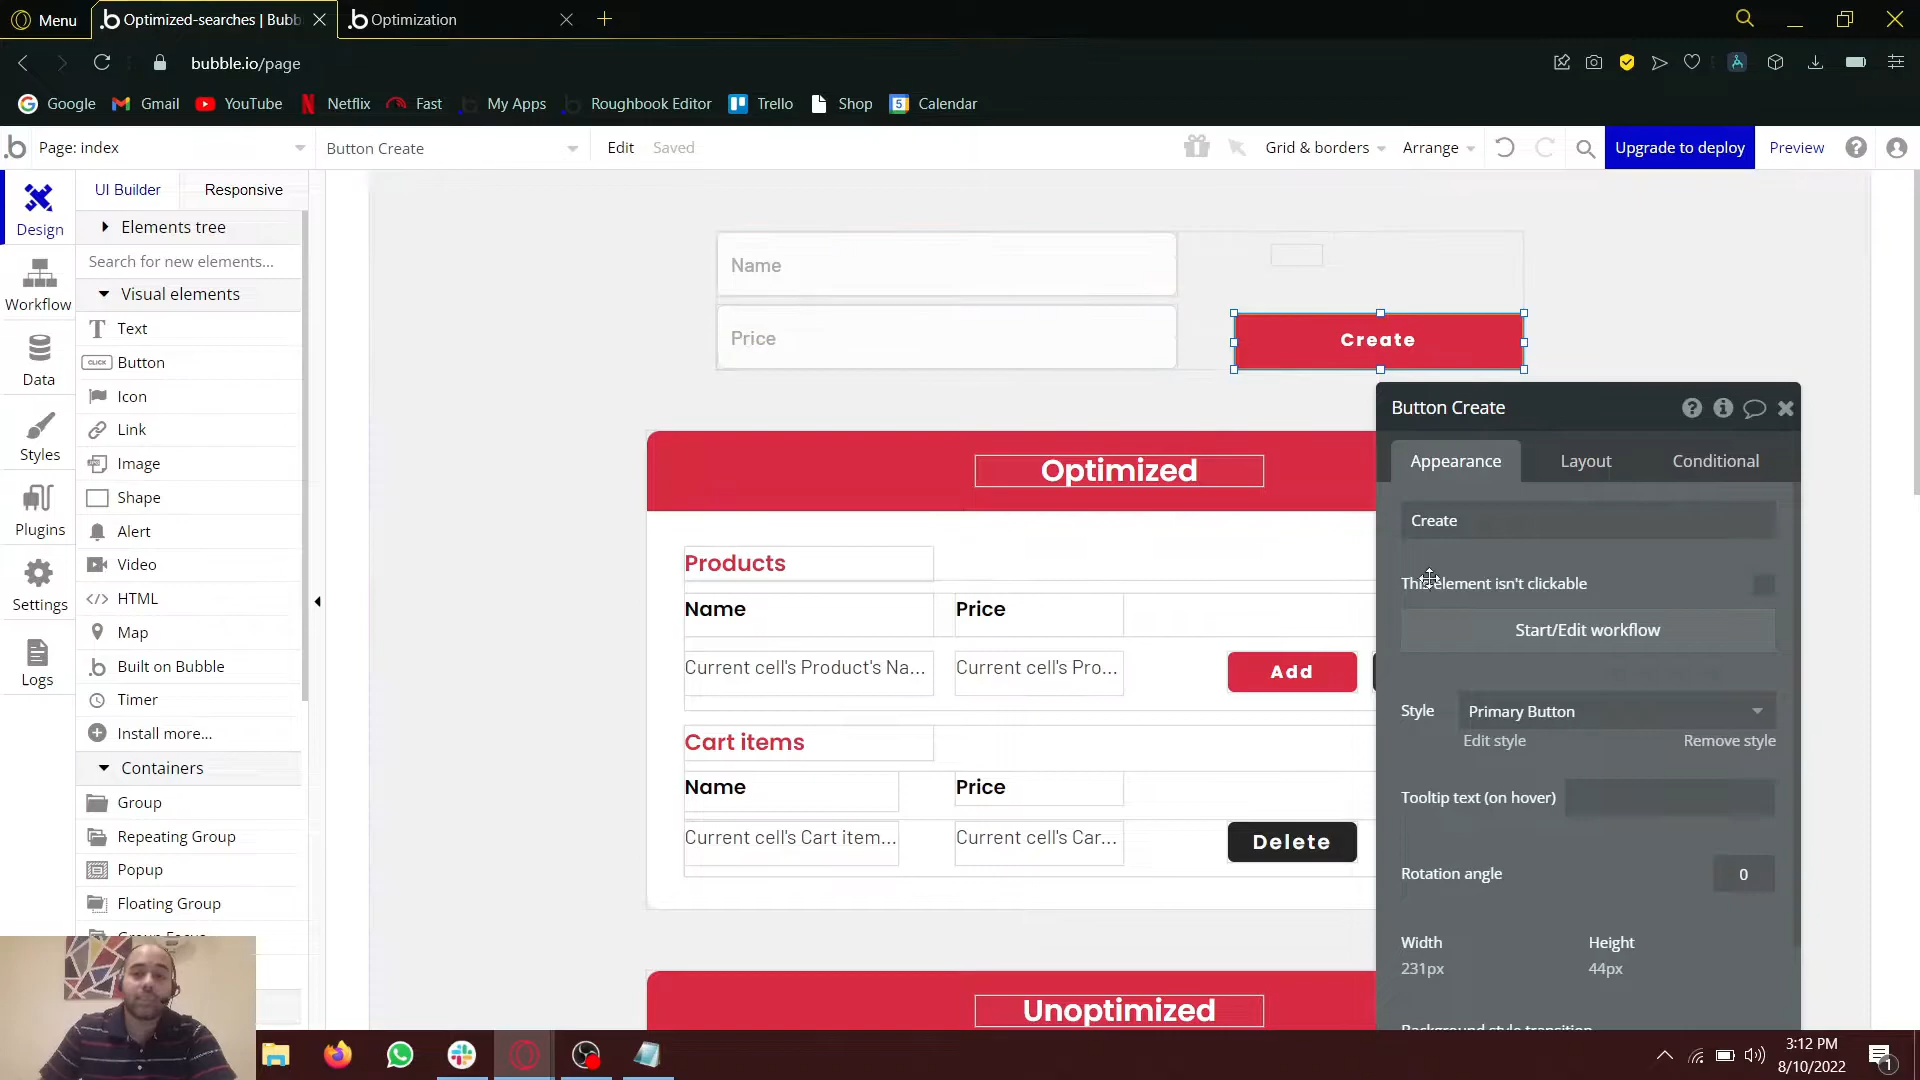 Menu
Optimized-searches | Bubb
Optimization
bubble.io/page
Google
Gmail
YouTube
Netflix
Fast
My Apps
Roughbook Editor
Trello
Shop
5
Calendar
Page: index
Button Create
Edit
Saved
Grid & borders
Arrange
Upgrade to deploy
Preview
Design
Workflow
Data
Styles
Plugins
Settings
Logs
UI Builder
Responsive
Elements tree
Search for new elements...
Visual elements
Text
CLICK
Button
Icon
Link
Image
Shape
Alert
Video
HTML
Map
Built on Bubble
Timer
Install more...
Containers
Group
Repeating Group
Popup
Floating Group
Name
Price
Create
Optimized
Products
Name
Price
Current cell's Product's Na...
Current cell's Pro...
Add
Cart items
Name
Price
Current cell's Cart item...
Current cell's Car...
Delete
Unoptimized
Button Create
Appearance
Layout
Conditional
Create
This element isn't clickable
Start/Edit workflow
Style
Primary Button
Edit style
Remove style
Tooltip text (on hover)
Rotation angle
0
Width
Height
231px
44px
3:12 PM
8/10/2022
1